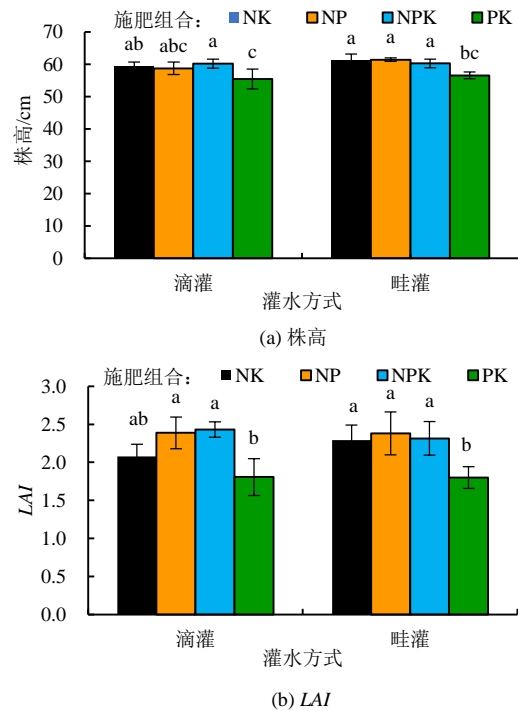 施肥组合: NK NP NPK PK
ab abc a c a a a bc
70
60
50
40
30
20
10
0
株高/cm
滴灌 畦灌
灌水方式
(a) 株高
施肥组合: NK NP NPK PK
ab a a b a a a b
3.0
2.5
2.0
1.5
1.0
0.5
0.0
LAI
滴灌 畦灌
灌水方式
(b) LAI